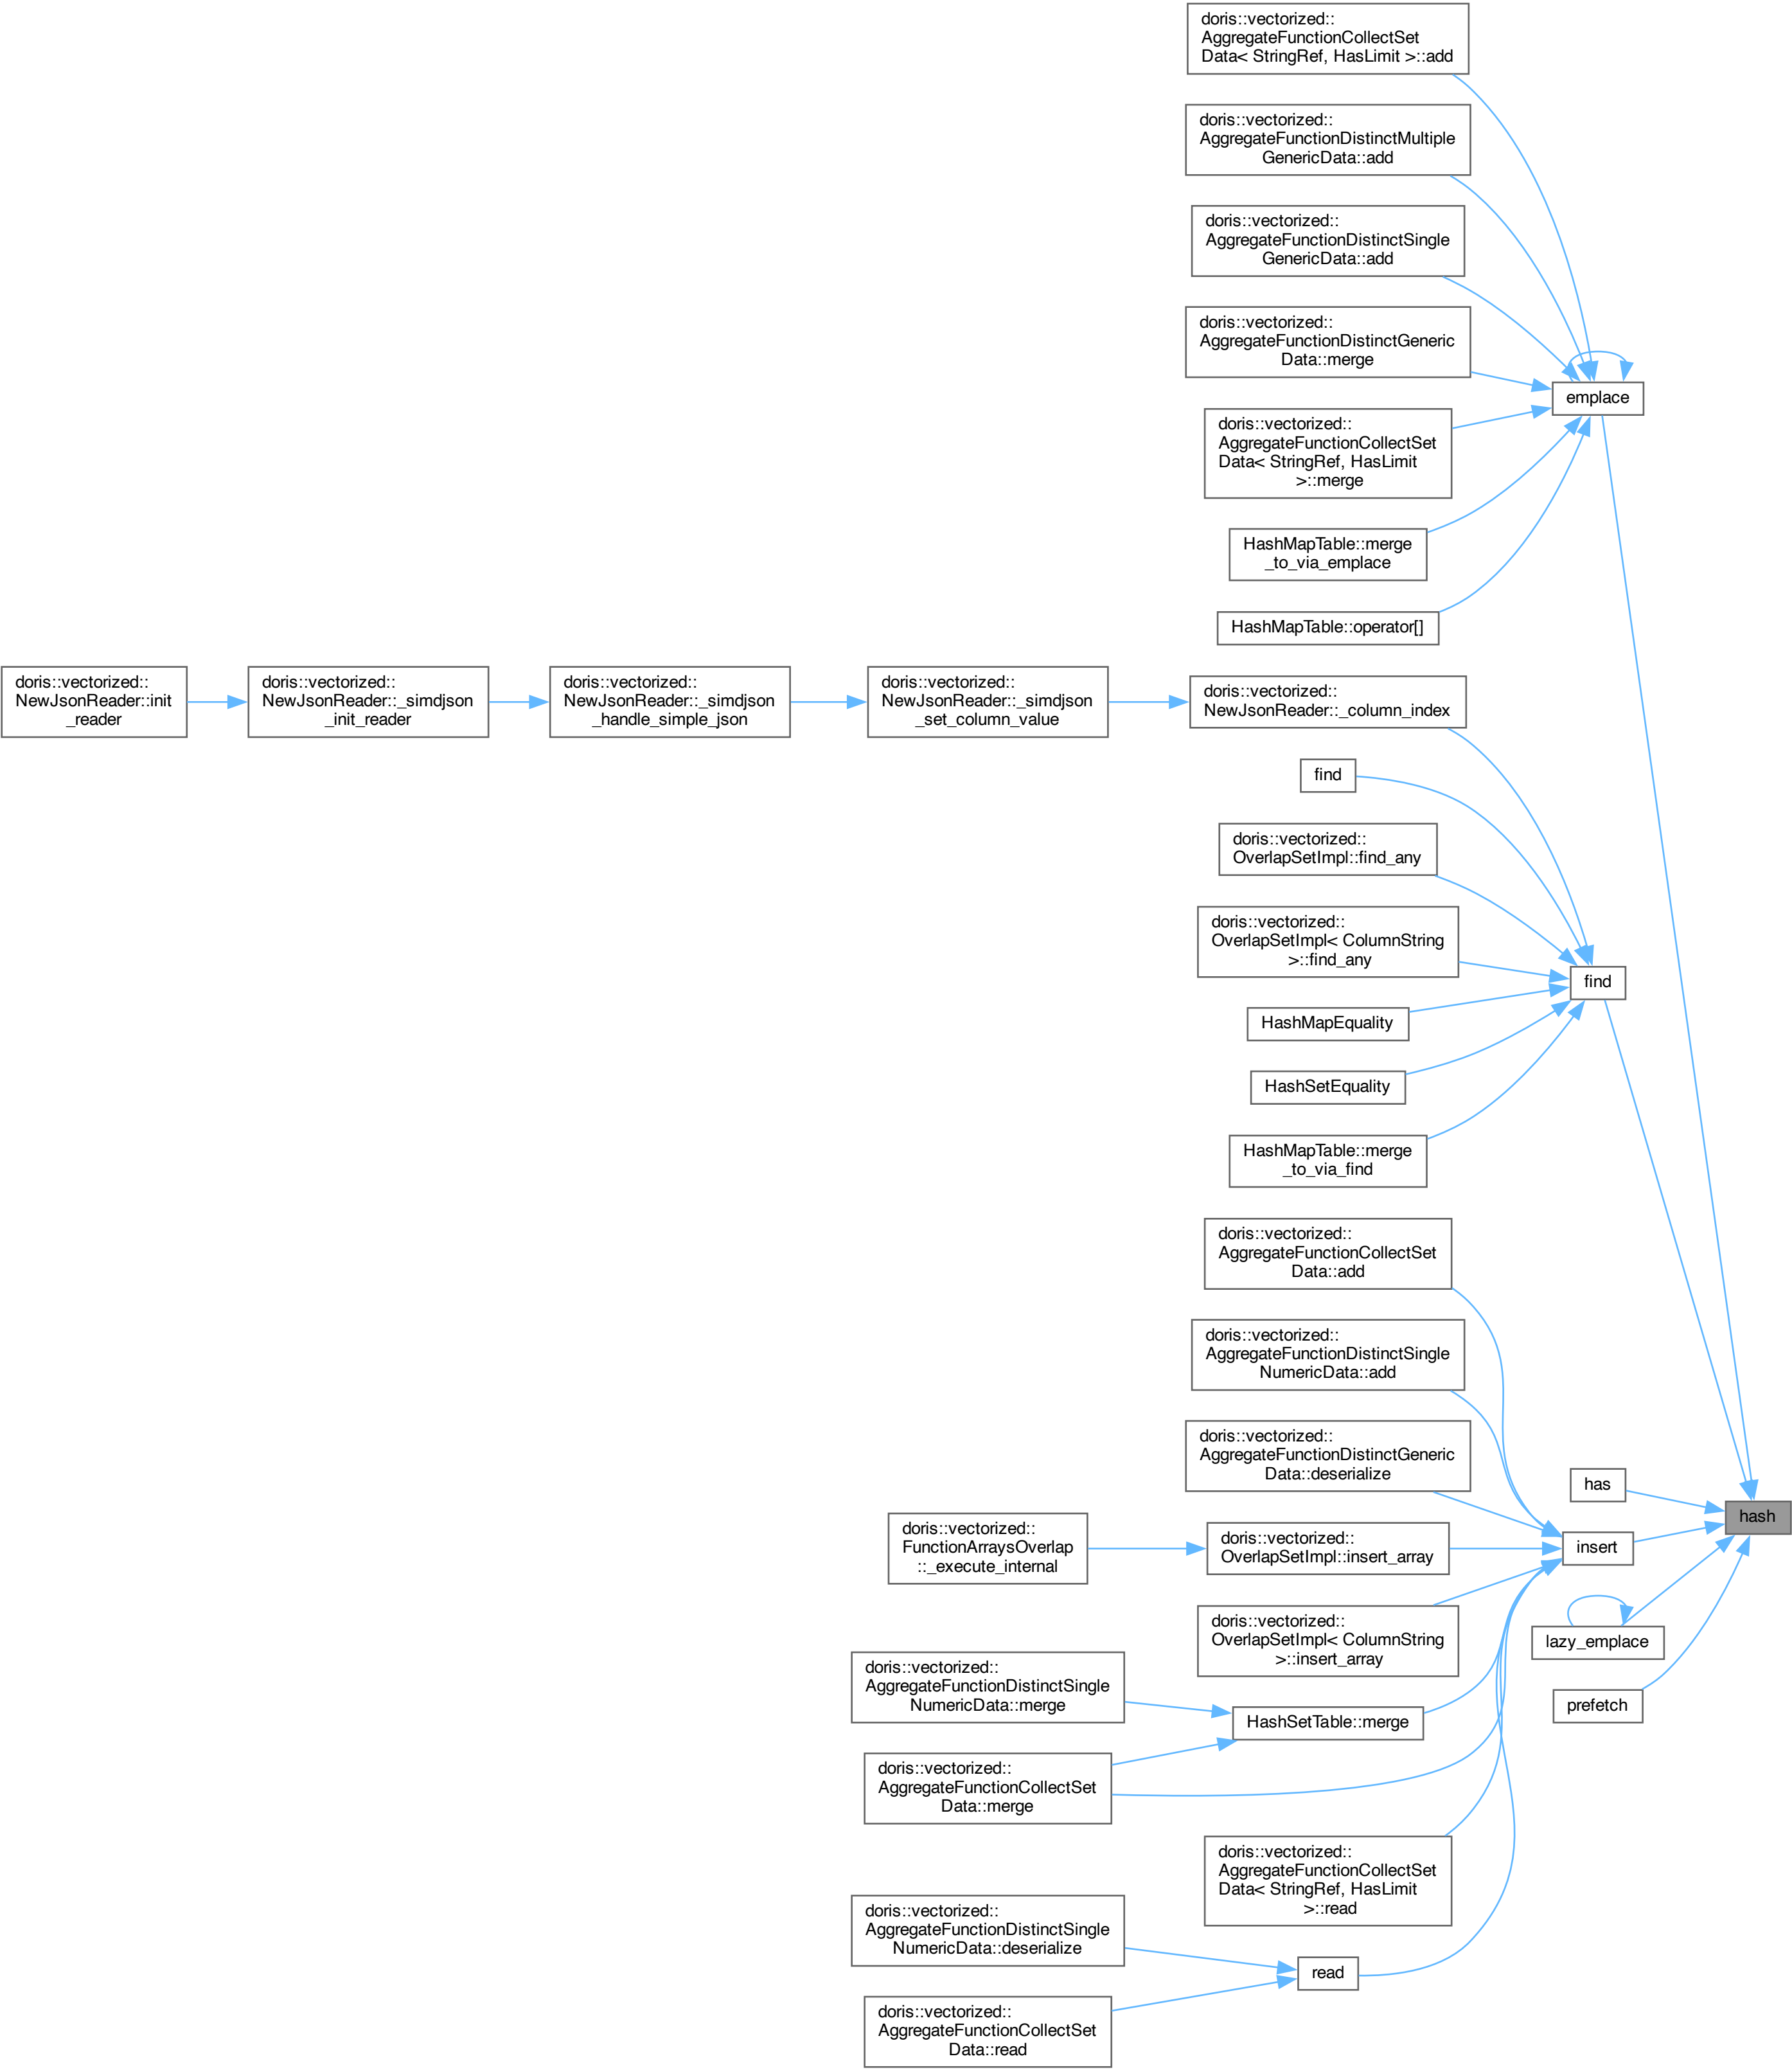 doris::vectorized::
AggregateFunctionCollectSet
Data< StringRef, HasLimit >::add
doris::vectorized::
AggregateFunctionDistinctMultiple
GenericData::add
doris::vectorized::
AggregateFunctionDistinctSingle
GenericData::add
doris::vectorized::
AggregateFunctionDistinctGeneric
Data::merge
emplace
doris::vectorized::
AggregateFunctionCollectSet
Data< StringRef, HasLimit
>::merge
HashMapTable::merge
_to_via_emplace
HashMapTable::operator[]
doris::vectorized::
NewJsonReader::init
_reader
doris::vectorized::
NewJsonReader::_simdjson
_init_reader
doris::vectorized::
NewJsonReader::_simdjson
_handle_simple_json
doris::vectorized::
NewJsonReader::_simdjson
_set_column_value
doris::vectorized::
NewJsonReader::_column_index
find
doris::vectorized::
OverlapSetImpl::find_any
doris::vectorized::
OverlapSetImpl< ColumnString
>::find_any
find
HashMapEquality
HashSetEquality
HashMapTable::merge
_to_via_find
doris::vectorized::
AggregateFunctionCollectSet
Data::add
doris::vectorized::
AggregateFunctionDistinctSingle
NumericData::add
doris::vectorized::
AggregateFunctionDistinctGeneric
Data::deserialize
has
hash
doris::vectorized::
FunctionArraysOverlap
::_execute_internal
doris::vectorized::
OverlapSetImpl::insert_array
insert
doris::vectorized::
OverlapSetImpl< ColumnString
>::insert_array
lazy_emplace
doris::vectorized::
AggregateFunctionDistinctSingle
NumericData::merge
HashSetTable::merge
prefetch
doris::vectorized::
AggregateFunctionCollectSet
Data::merge
doris::vectorized::
AggregateFunctionCollectSet
Data< StringRef, HasLimit
>::read
doris::vectorized::
AggregateFunctionDistinctSingle
NumericData::deserialize
read
doris::vectorized::
AggregateFunctionCollectSet
Data::read